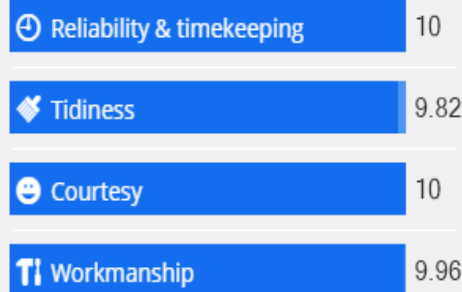 Reliability & timekeeping 10
Tidiness 9.82
Courtesy 10
Workmanship 9.96